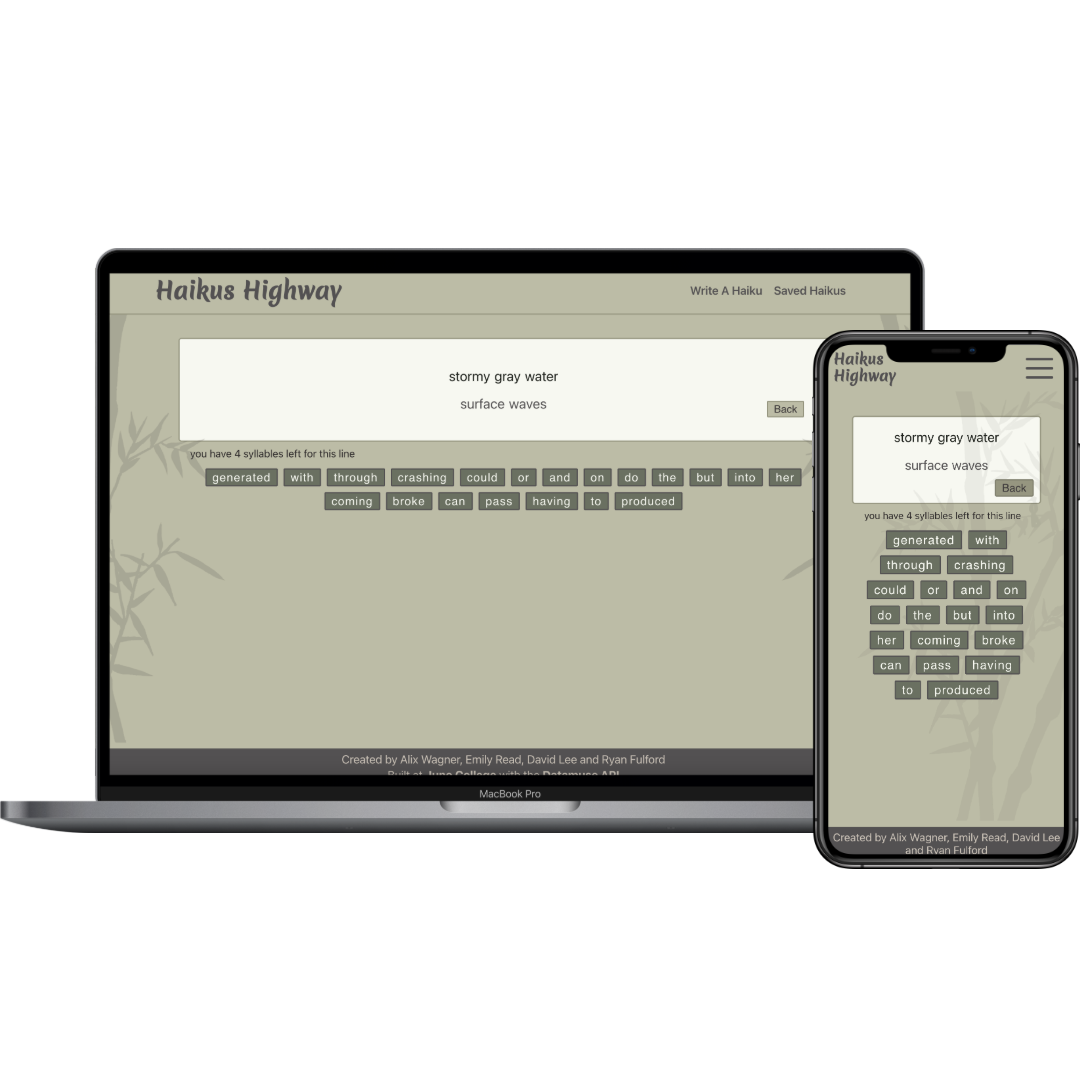 Haikus Highway
Write A Haiku Saved Haikus
stormy gray water
surface waves
Back
you have 4 syllables left for this line
generated with through crashing could or and on do the but into her
coming broke can pass having to produced
Created by Alix Wagner, Emily Read, David Lee and Ryan Fulford
Built at Juno College with the Datamuse API
MacBook Pro
Haikus
Highway
stormy gray water
surface waves
Back
you have 4 syllables left for this line
generated with
through crashing
could or and on
do the but into
her coming broke
can pass having
to produced
Created by Alix Wagner, Emily Read, David Lee
and Ryan Fulford